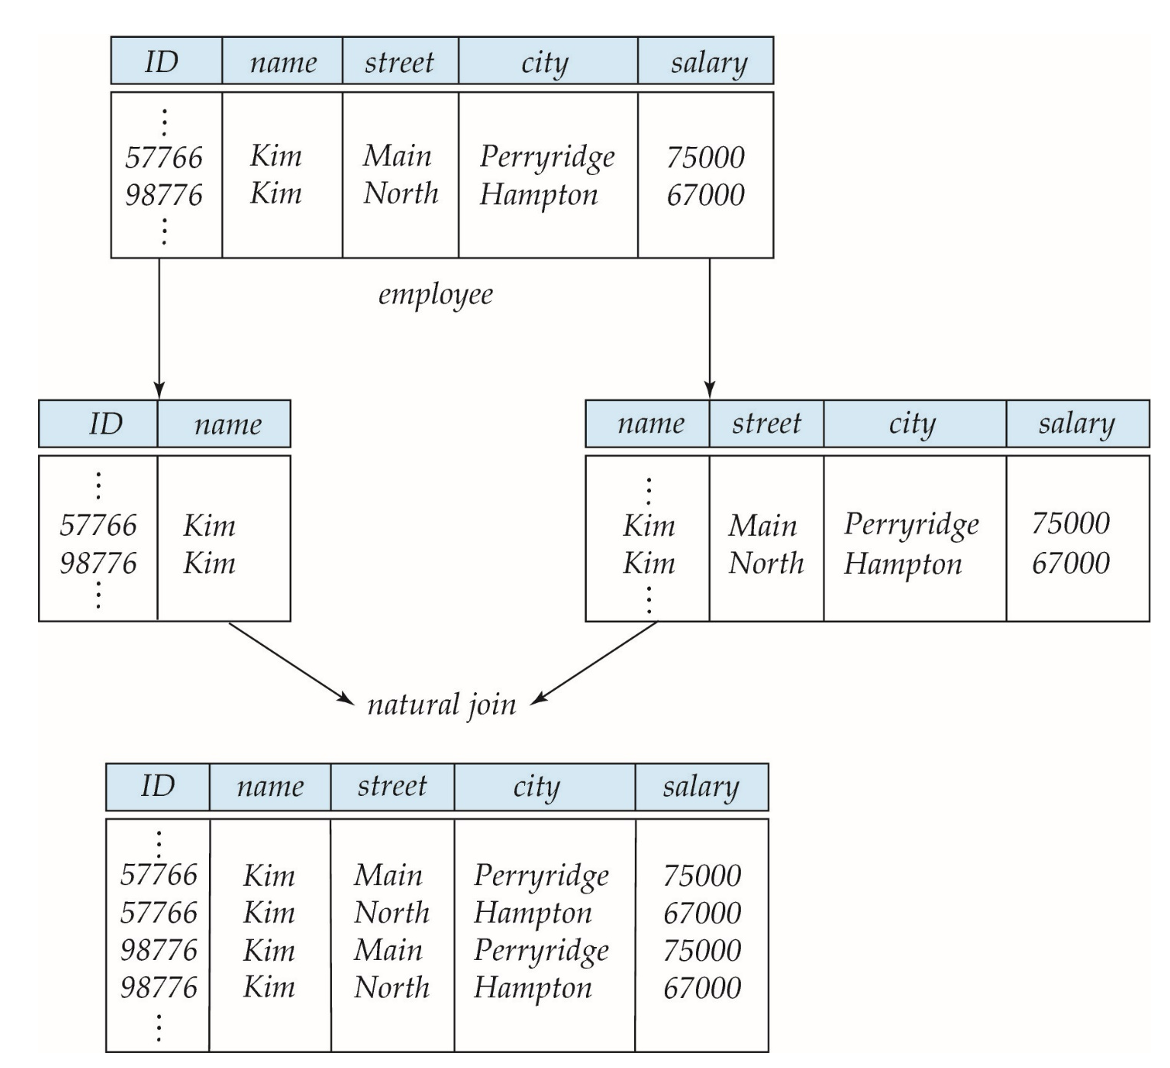 ID name street city salary
⋮
57766 Kim Main Perryridge 75000
98776 Kim North Hampton 67000
⋮
employee
ID name
⋮
57766 Kim
98776 Kim
⋮
name street city salary
⋮
Kim Main Perryridge 75000
Kim North Hampton 67000
⋮
natural join
ID name street city salary
⋮
57766 Kim Main Perryridge 75000
57766 Kim North Hampton 67000
98776 Kim Main Perryridge 75000
98776 Kim North Hampton 67000
⋮